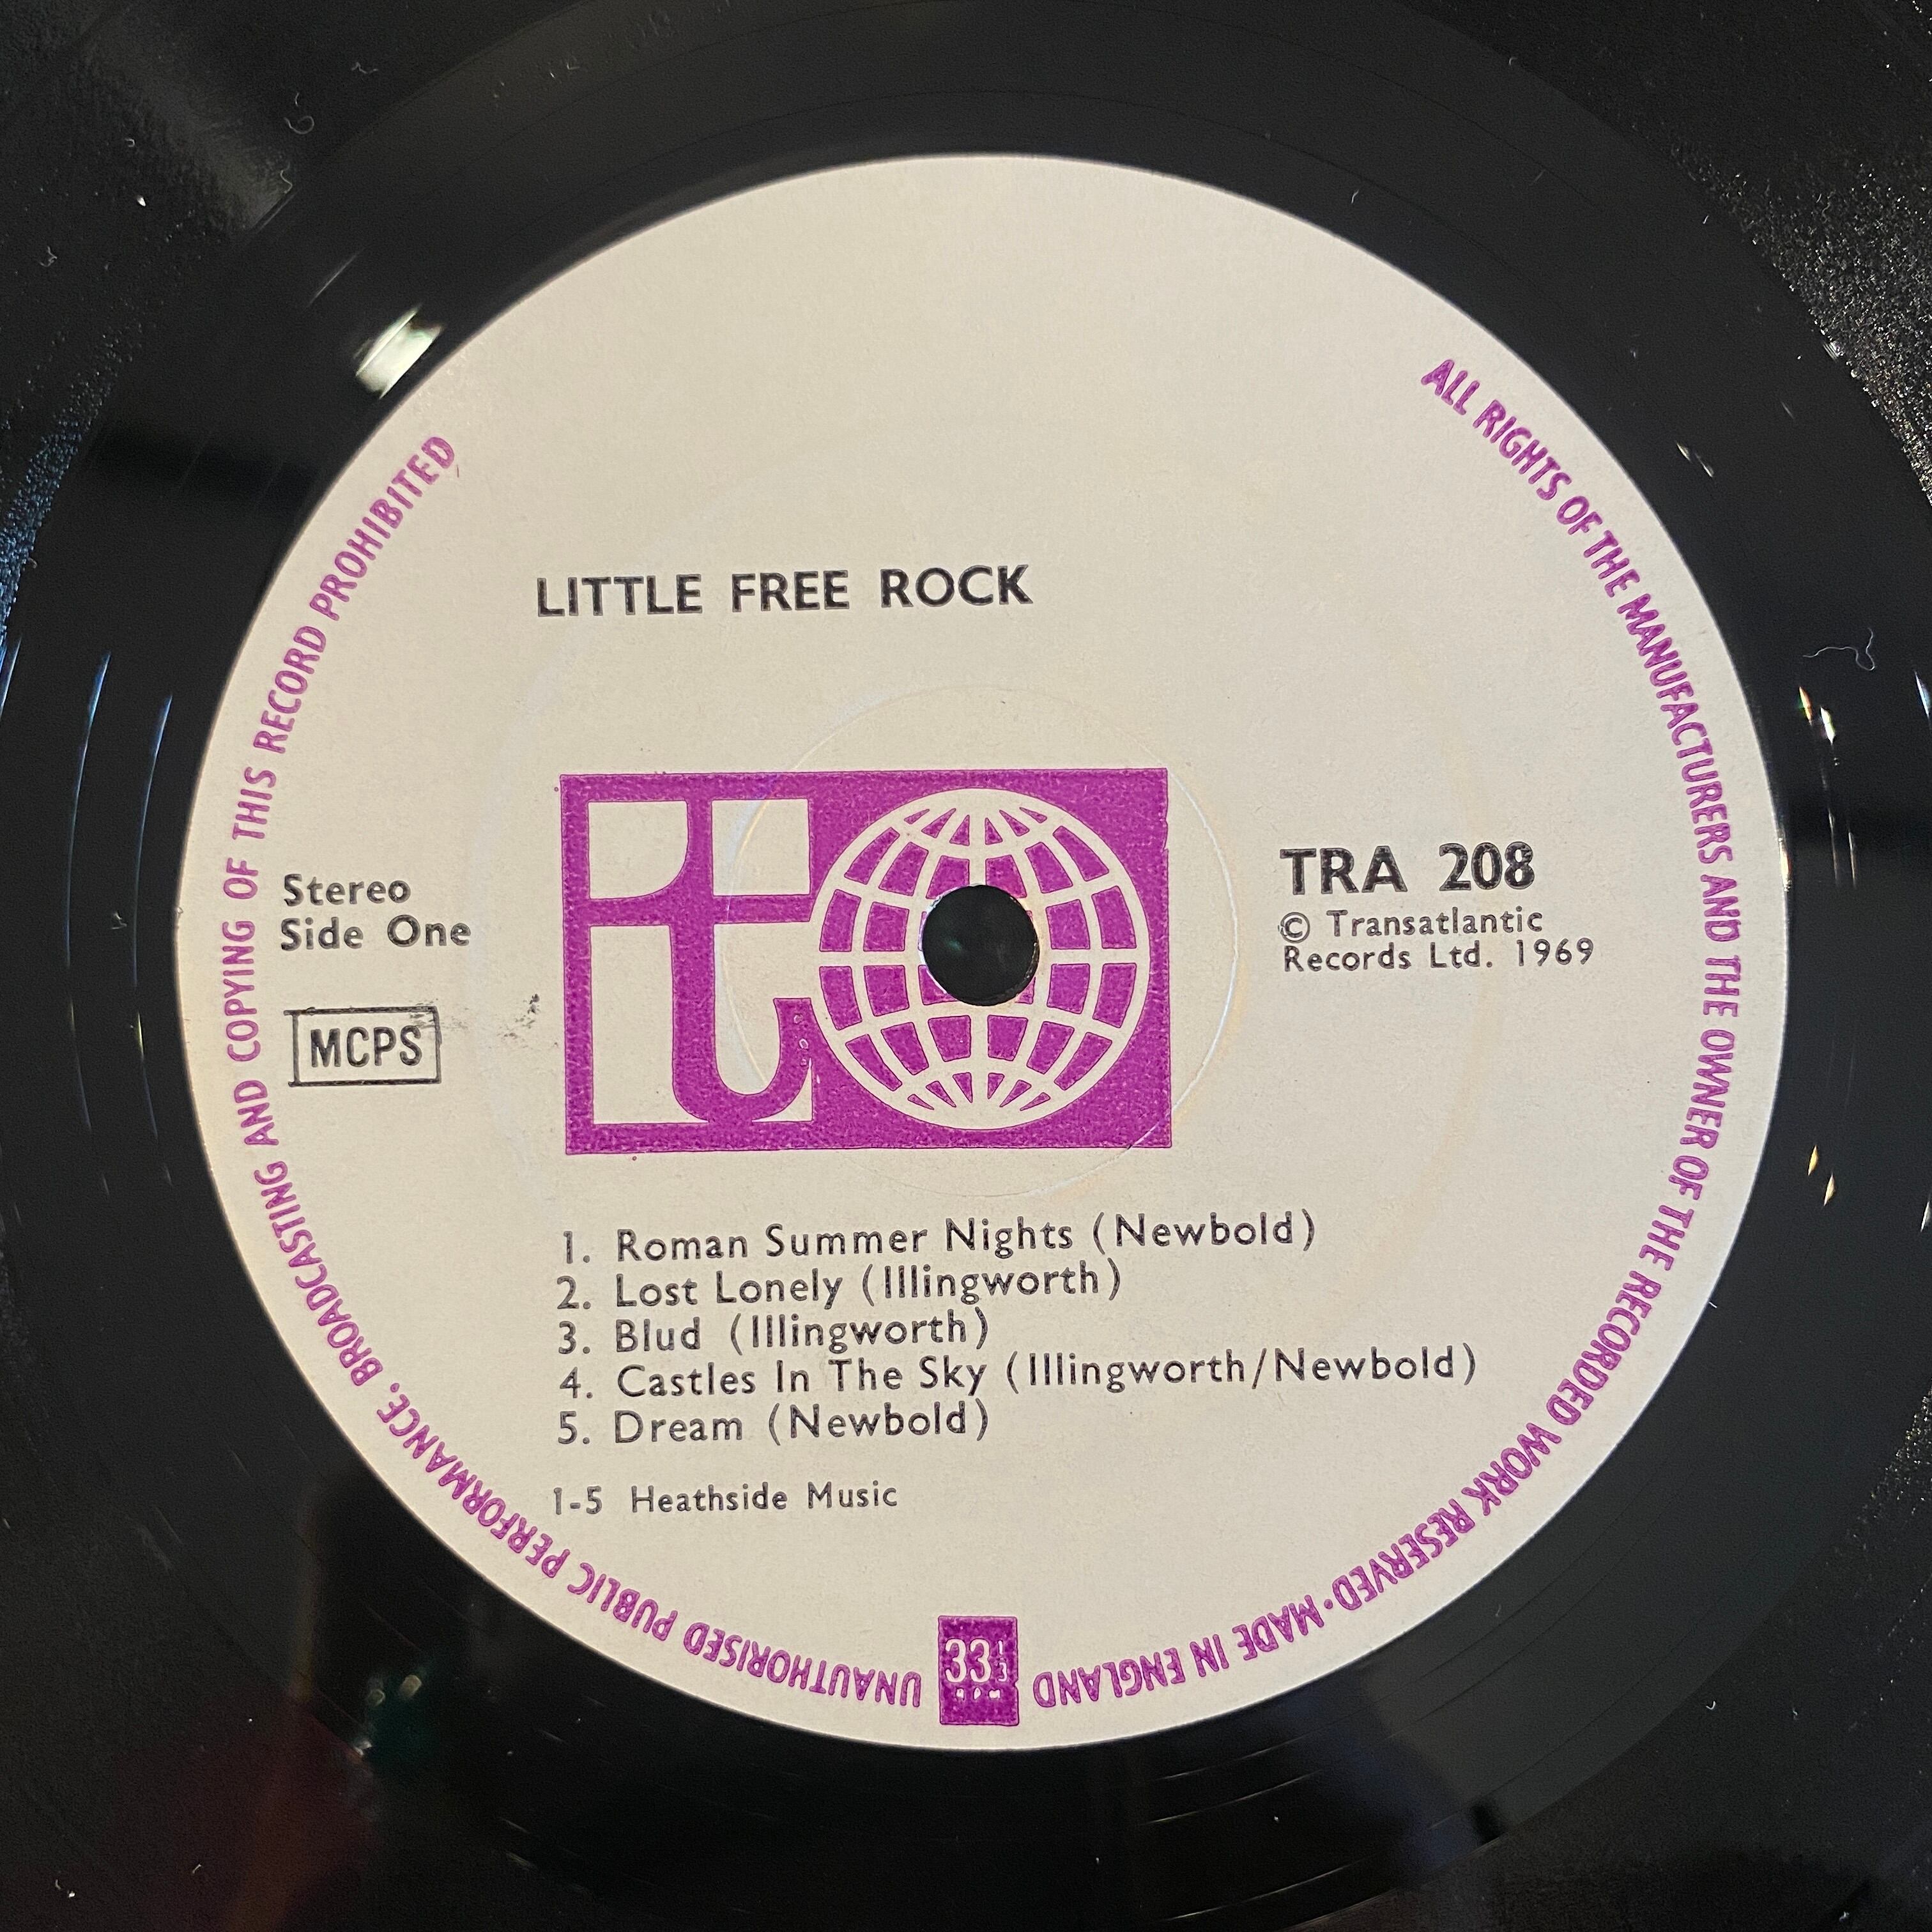 LITTLE FREE ROCK
it
Stereo
Side One
MCPS
TRA 208
© Transatlantic
Records Ltd. 1969
1. Roman Summer Nights (Newbold)
2. Lost Lonely (Illingworth)
3. Blud (Illingworth)
4. Castles In The Sky (Illingworth/Newbold)
5. Dream (Newbold)
1-5 Heathside Music
ALL RIGHTS OF THE MANUFACTURERS AND THE OWNER OF THE RECORDED WORK RESERVED · MADE IN ENGLAND
33⅓
UNAUTHORISED PUBLIC PERFORMANCE, BROADCASTING AND COPYING OF THIS RECORD PROHIBITED